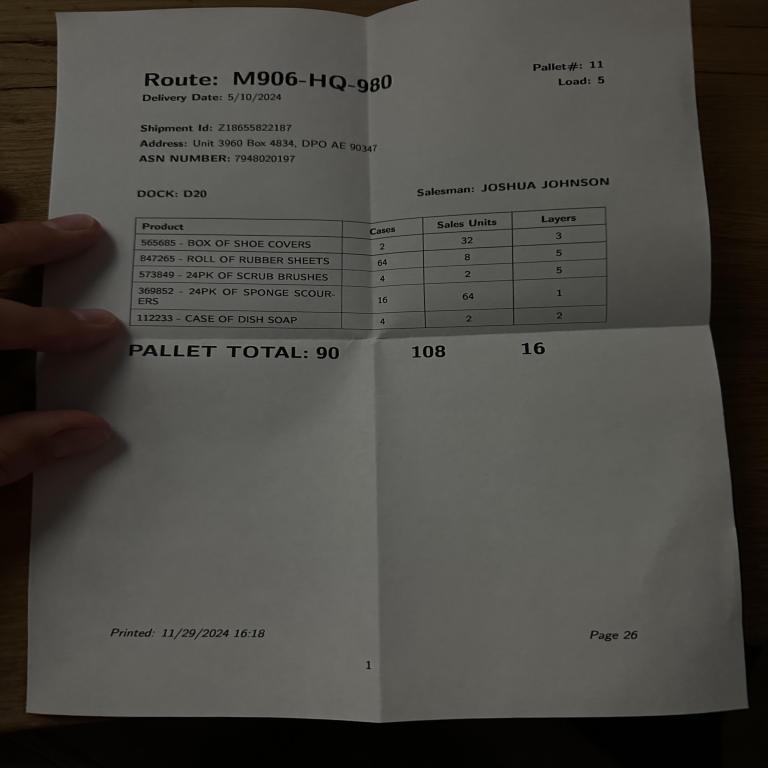 Route: M906-HQ-980
Pallet#: 11
Delivery Date: 5/10/2024
Load: 5
Shipment Id: Z18655822187
Address: Unit 3960 Box 4834, DPO AE 90347
ASN NUMBER: 7948020197
DOCK: D20
Salesman: JOSHUA JOHNSON
Product Cases Sales Units Layers
565685 - BOX OF SHOE COVERS 2 32 3
847265 - ROLL OF RUBBER SHEETS 64 8 5
573849 - 24PK OF SCRUB BRUSHES 4 2 5
369852 - 24PK OF SPONGE SCOUR-
ERS 16 64 1
112233 - CASE OF DISH SOAP 4 2 2
PALLET TOTAL: 90 108 16
Printed: 11/29/2024 16:18
Page 26
1